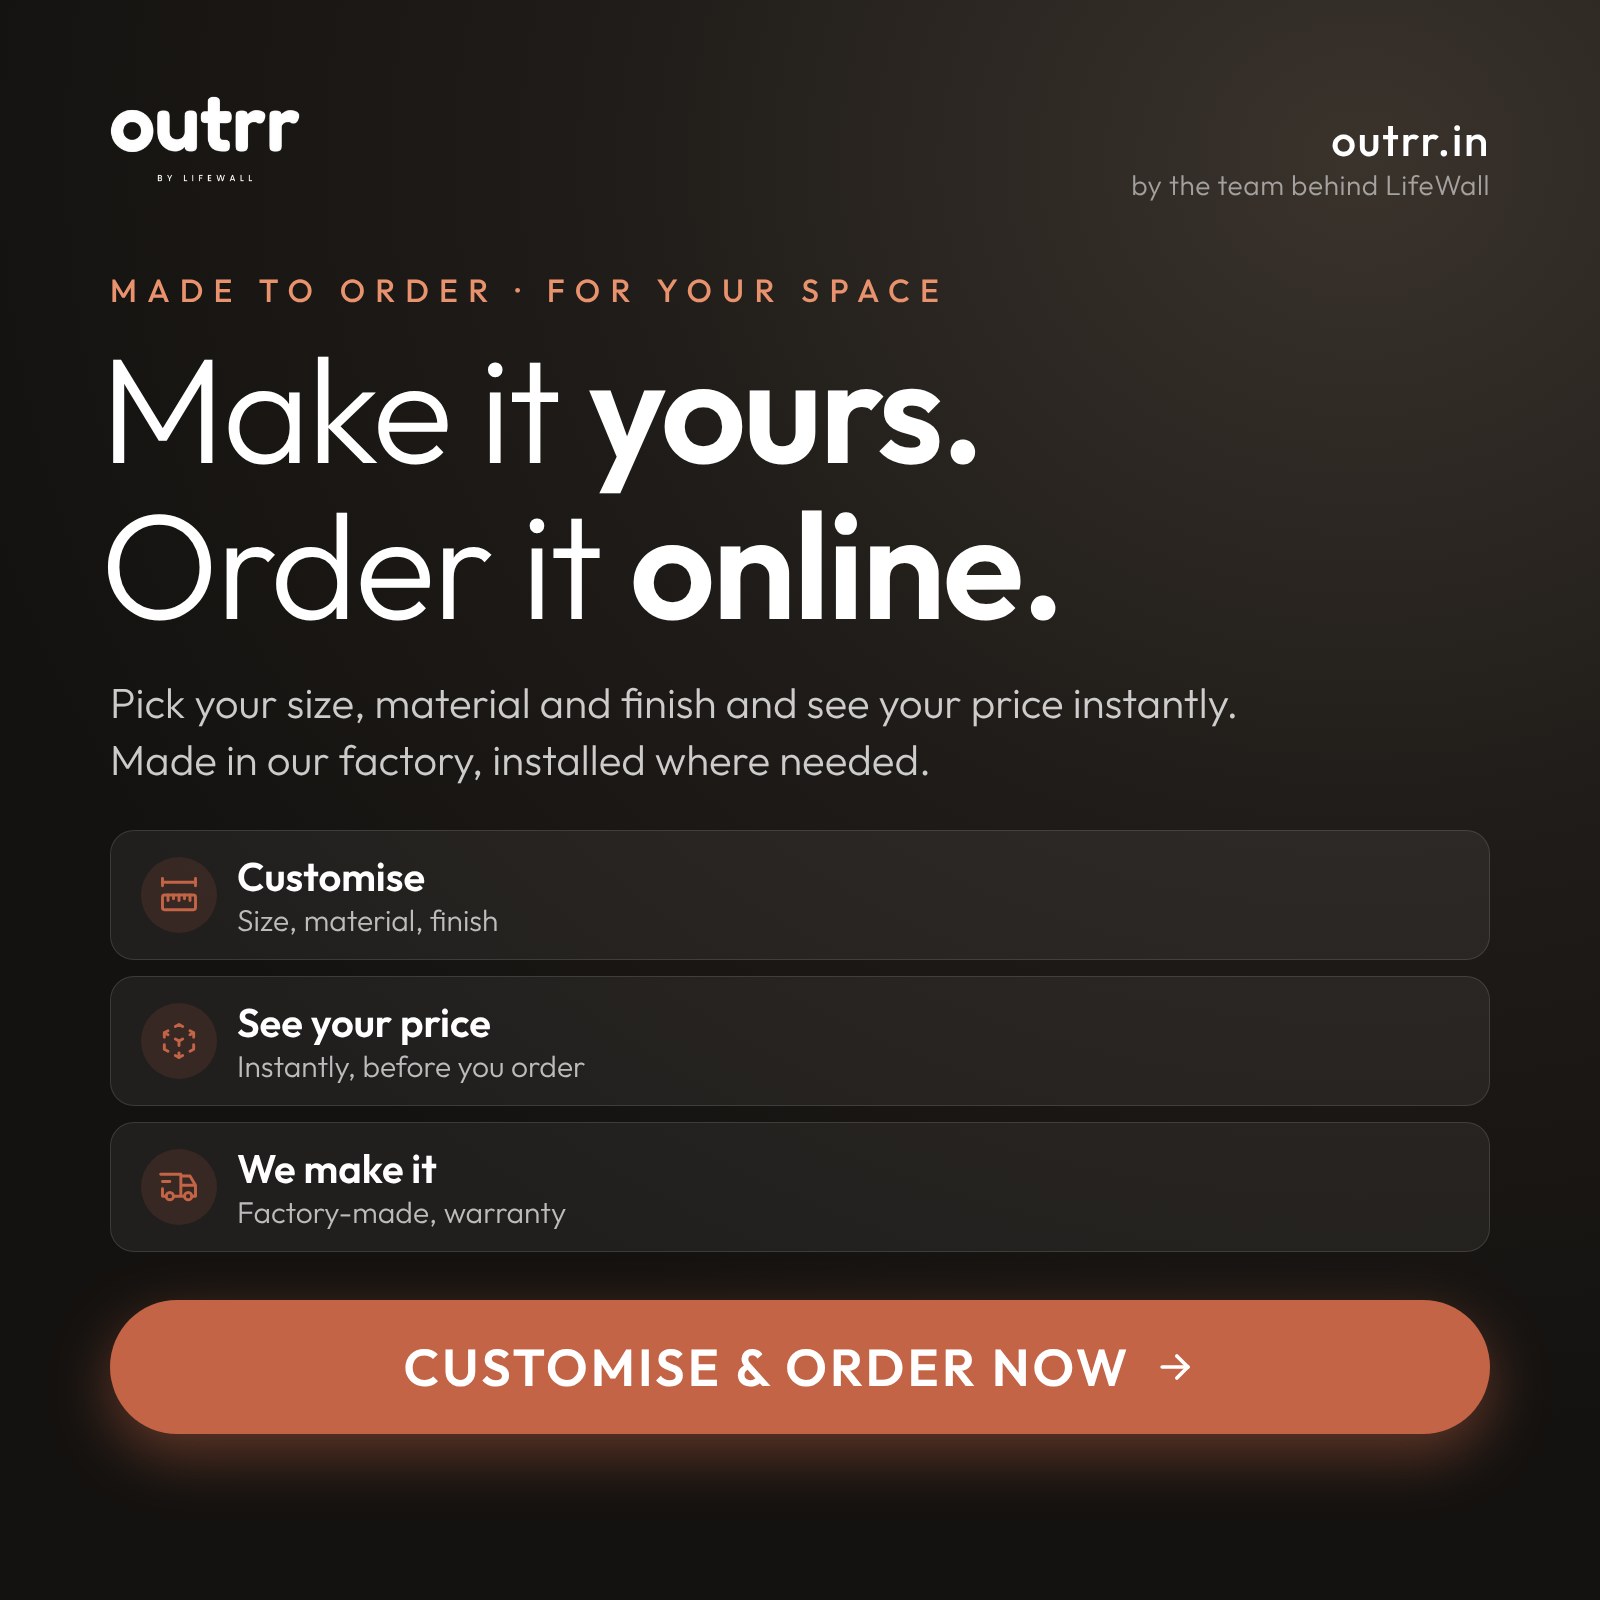 outrr
BY LIFEWALL
outrr.in
by the team behind LifeWall
MADE TO ORDER · FOR YOUR SPACE
Make it yours.
Order it online.
Pick your size, material and finish and see your price instantly.
Made in our factory, installed where needed.
Customise
Size, material, finish
See your price
Instantly, before you order
We make it
Factory-made, warranty
CUSTOMISE & ORDER NOW →